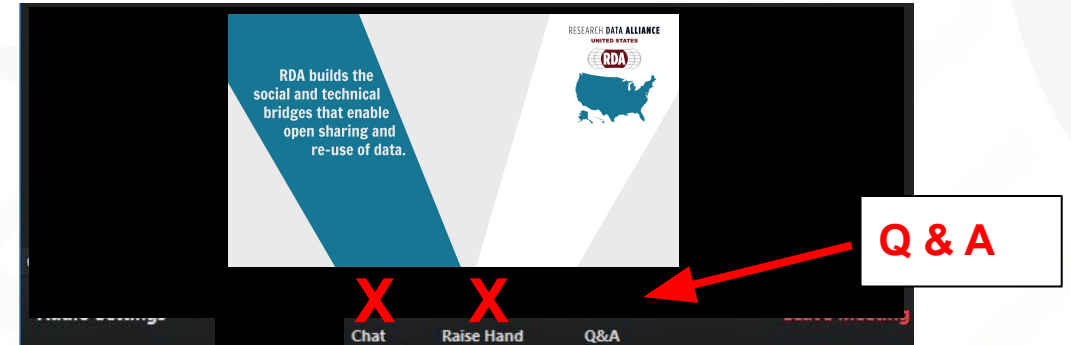 RESEARCH DATA ALLIANCE
UNITED STATES
RDA
RDA builds the
social and technical
bridges that enable
open sharing and
re-use of data.
Q & A
X X
Audio Settings
Leave Meeting
Chat Raise Hand Q&A